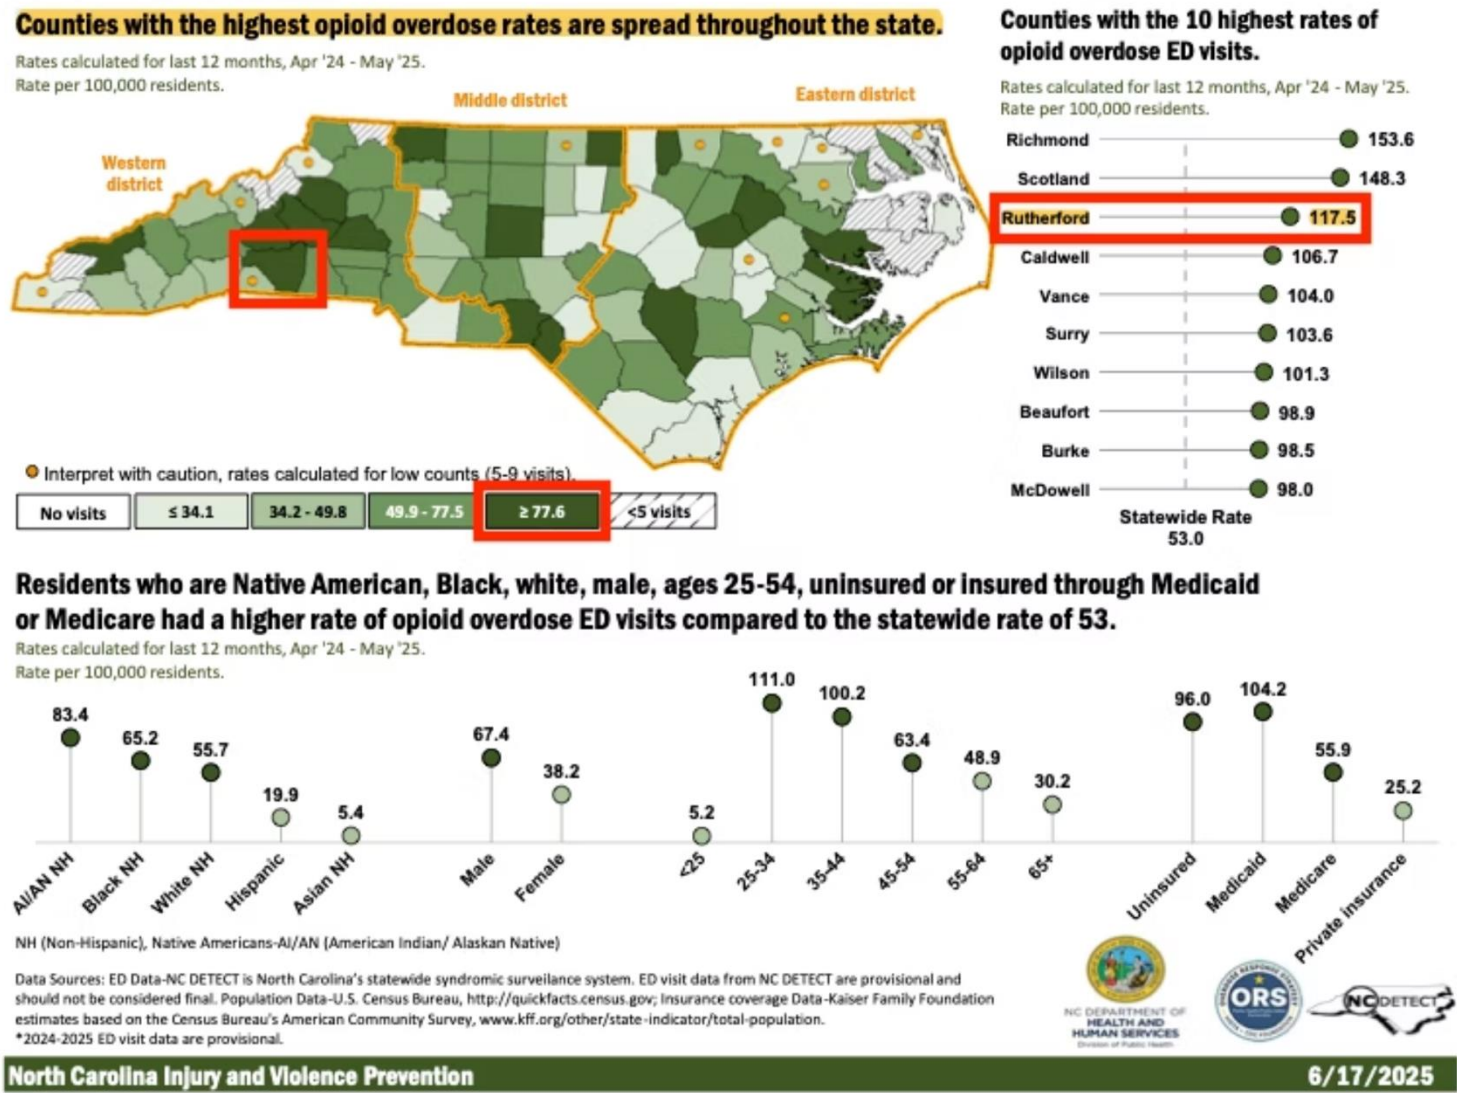 Counties with the highest opioid overdose rates are spread throughout the state.
Rates calculated for last 12 months, Apr '24 - May '25.
Rate per 100,000 residents.
Western
district
Middle district
Eastern district
Interpret with caution, rates calculated for low counts (5-9 visits).
No visits
≤ 34.1
34.2 - 49.8
49.9 - 77.5
≥ 77.6
<5 visits
Counties with the 10 highest rates of
opioid overdose ED visits.
Rates calculated for last 12 months, Apr '24 - May '25.
Rate per 100,000 residents.
Richmond 153.6
Scotland 148.3
Rutherford 117.5
Caldwell 106.7
Vance 104.0
Surry 103.6
Wilson 101.3
Beaufort 98.9
Burke 98.5
McDowell 98.0
Statewide Rate
53.0
Residents who are Native American, Black, white, male, ages 25-54, uninsured or insured through Medicaid
or Medicare had a higher rate of opioid overdose ED visits compared to the statewide rate of 53.
Rates calculated for last 12 months, Apr '24 - May '25.
Rate per 100,000 residents.
83.4
65.2
55.7
19.9
5.4
67.4
38.2
5.2
111.0
100.2
63.4
48.9
30.2
96.0
104.2
55.9
25.2
AI/AN NH
Black NH
White NH
Hispanic
Asian NH
Male
Female
<25
25-34
35-44
45-54
55-64
65+
Uninsured
Medicaid
Medicare
Private insurance
NH (Non-Hispanic), Native Americans-AI/AN (American Indian/ Alaskan Native)
Data Sources: ED Data-NC DETECT is North Carolina's statewide syndromic surveilance system. ED visit data from NC DETECT are provisional and
should not be considered final. Population Data-U.S. Census Bureau, http://quickfacts.census.gov; Insurance coverage Data-Kaiser Family Foundation
estimates based on the Census Bureau's American Community Survey, www.kff.org/other/state-indicator/total-population.
*2024-2025 ED visit data are provisional.
NC DEPARTMENT OF
HEALTH AND
HUMAN SERVICES
Division of Public Health
ORS
NC DETECT
North Carolina Injury and Violence Prevention
6/17/2025